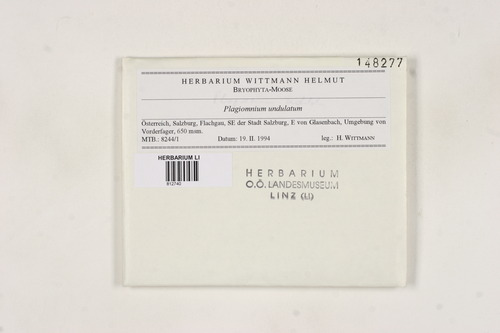 148277
HERBARIUM WITTMANN HELMUT
BRYOPHYTA-MOOSE
Plagiomnium undulatum
Österreich, Salzburg, Flachgau, SE der Stadt Salzburg, E von Glasenbach, Umgebung von
Vorderfager, 650 msm.
MTB.: 8244/1 Datum: 19. II. 1994 leg.: H. WITTMANN
HERBARIUM LI
812740
HERBARIUM
O.Ö. LANDESMUSEUM
LINZ (LI)